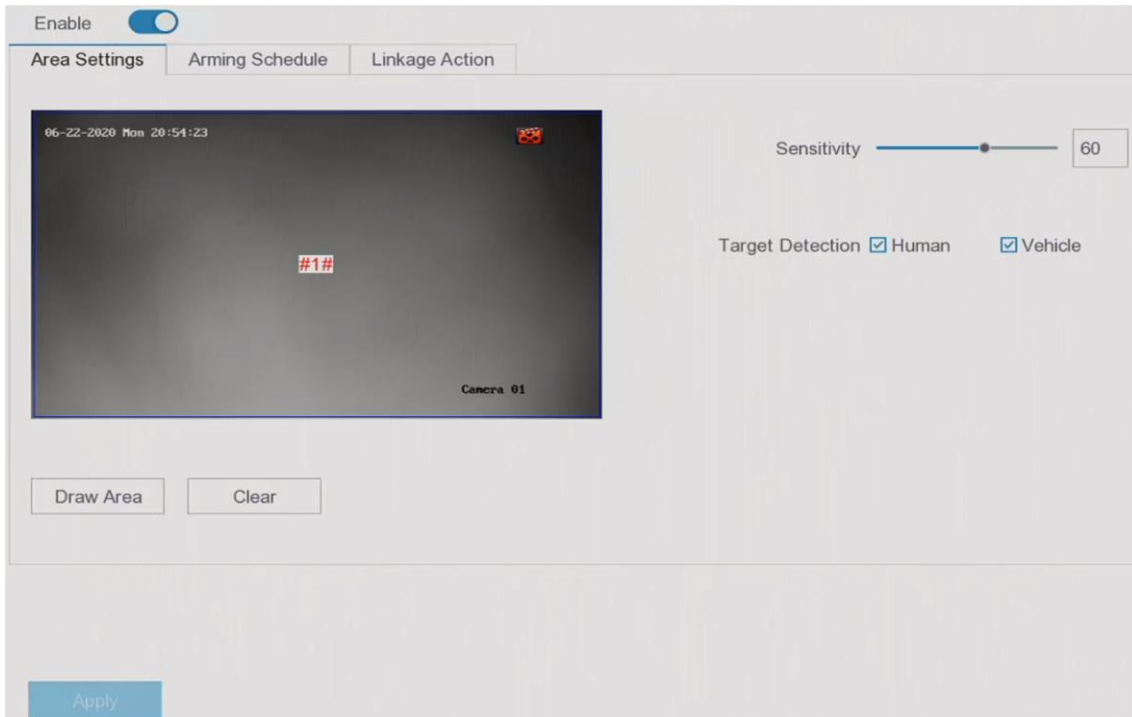 Enable
Area Settings Arming Schedule Linkage Action
06-22-2020 Mon 20:54:23
Sensitivity 60
#1#
Target Detection Human Vehicle
Camera 01
Draw Area Clear
Apply